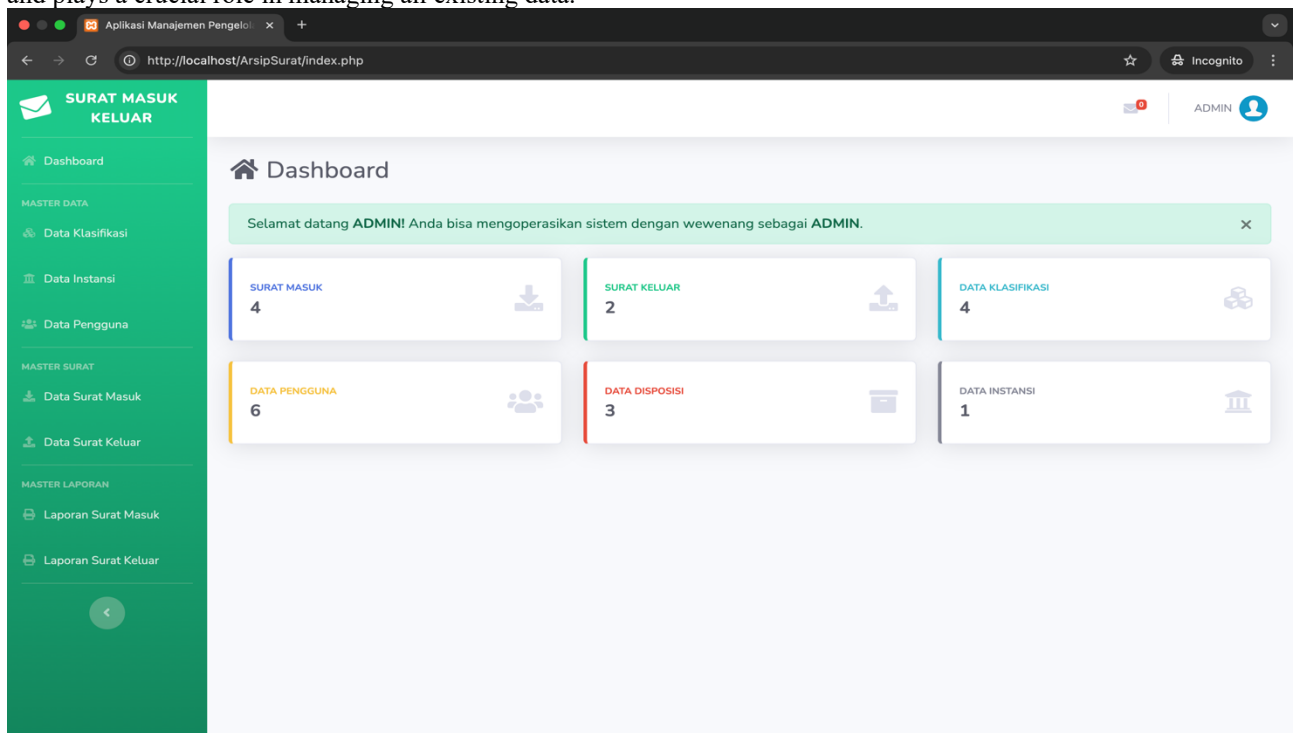 and plays a crucial role in managing all existing data.
Aplikasi Manajemen Pengelol
http://localhost/ArsipSurat/index.php
Incognito
SURAT MASUK
KELUAR
0
ADMIN
Dashboard
Dashboard
Selamat datang ADMIN! Anda bisa mengoperasikan sistem dengan wewenang sebagai ADMIN.
MASTER DATA
Data Klasifikasi
Data Instansi
Data Pengguna
MASTER SURAT
Data Surat Masuk
Data Surat Keluar
MASTER LAPORAN
Laporan Surat Masuk
Laporan Surat Keluar
SURAT MASUK
4
SURAT KELUAR
2
DATA KLASIFIKASI
4
DATA PENGGUNA
6
DATA DISPOSISI
3
DATA INSTANSI
1